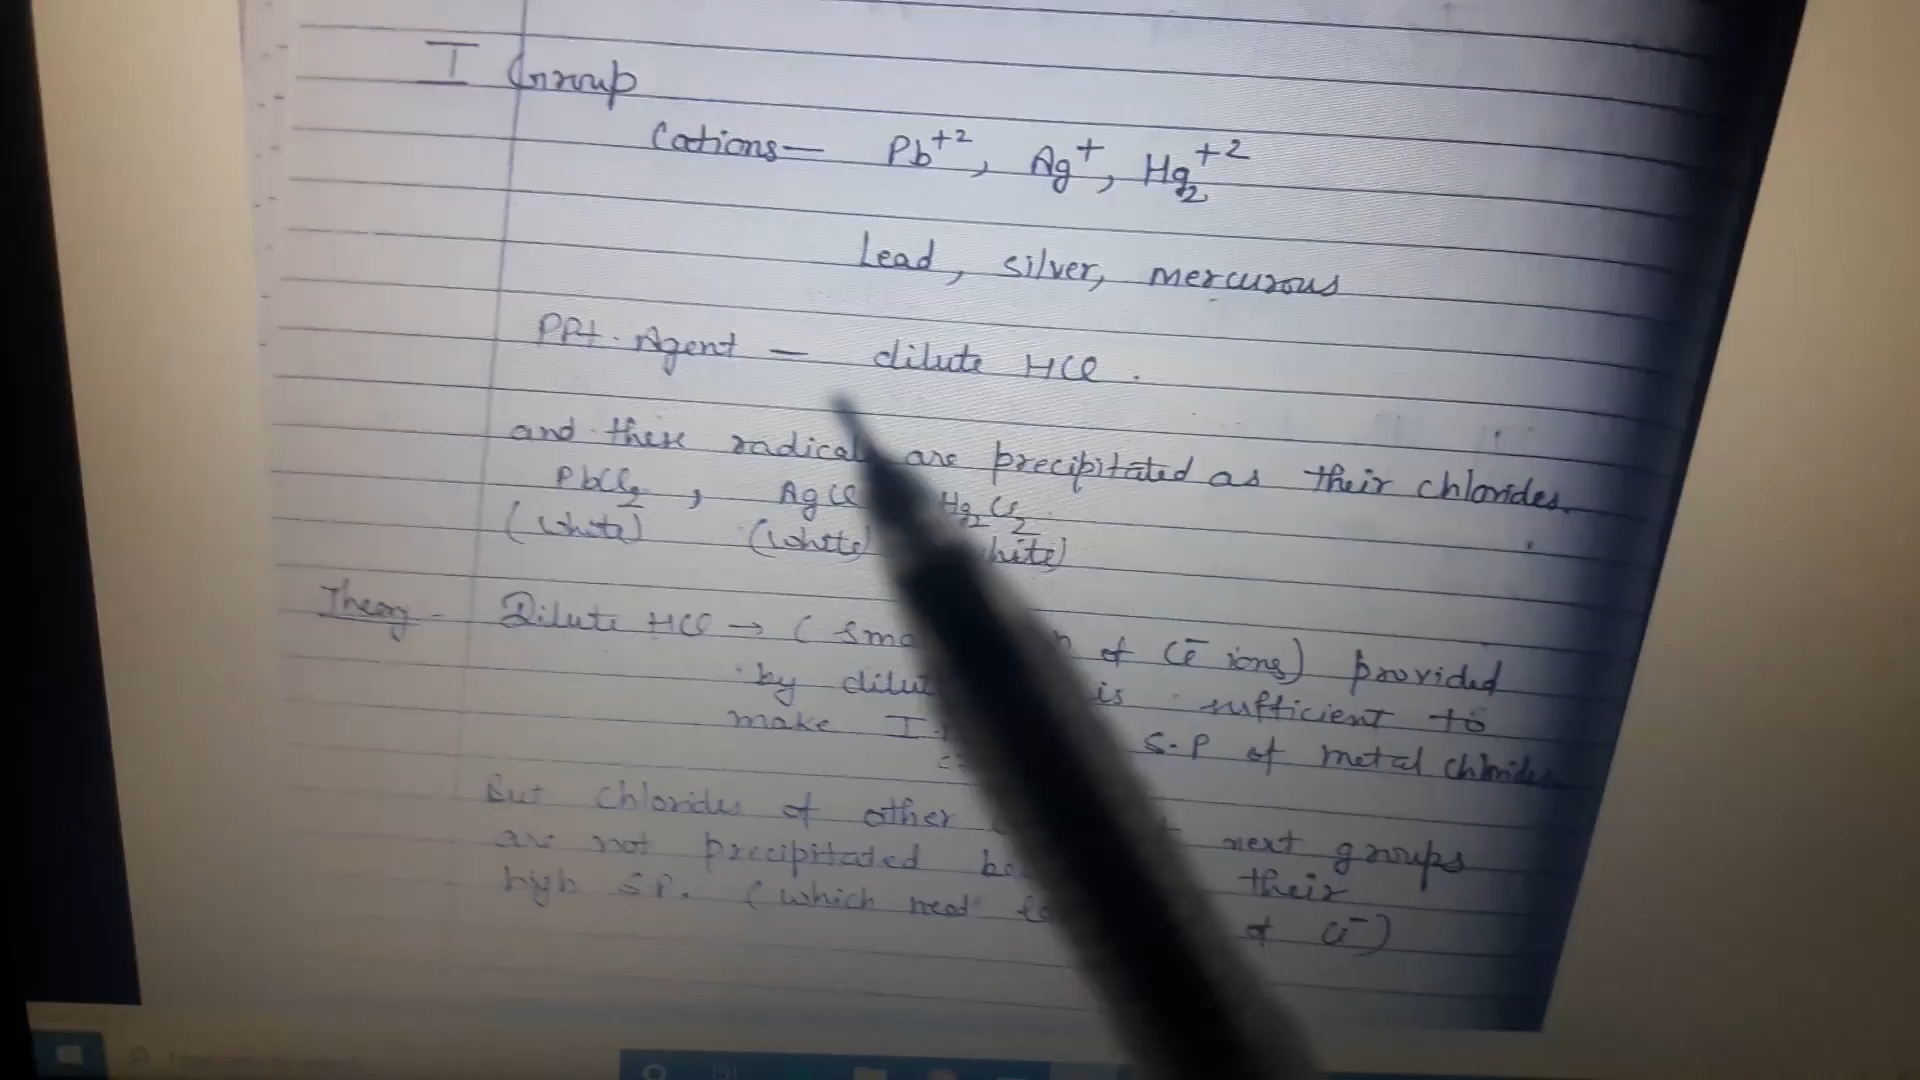 I Group
Cations — Pb+2, Ag+, Hg2+2
Lead, silver, mercurous
PPt. Agent — dilute HCl.
and these radical are precipitated as their chlorides.
PbCl2, AgCl Hg2Cl2
(white) (white)
Theory - Dilute HCl → ( of Cl- ions) provided
by is sufficient to
make I. S.P of metal chlorides
But chlorides of other next groups
are not precipitated their
high S.P. (which need of Cl-)